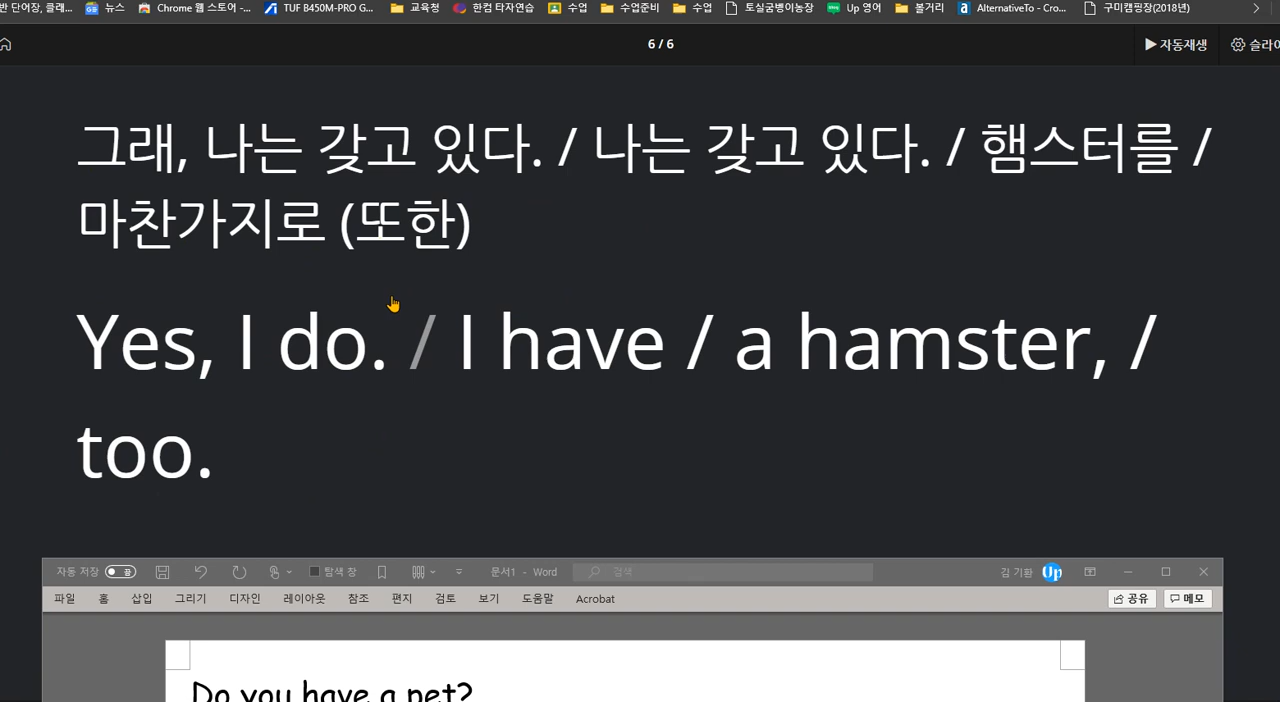 반 단어장, 클래... 뉴스 Chrome 웹 스토어 -... TUF B450M-PRO G... 교육청 한컴 타자연습 수업 수업준비 수업 토실굼벵이농장 Up 영어 볼거리 AlternativeTo - Cro... 구미캠핑장(2018년)
6 / 6 자동재생 슬라이
그래, 나는 갖고 있다. / 나는 갖고 있다. / 햄스터를 /
마찬가지로 (또한)
Yes, I do. / I have / a hamster, /
too.
자동 저장 끔 탐색 창 문서1 - Word 검색 김 기환 Up
파일 홈 삽입 그리기 디자인 레이아웃 참조 편지 검토 보기 도움말 Acrobat 공유 메모
Do you have a pet?